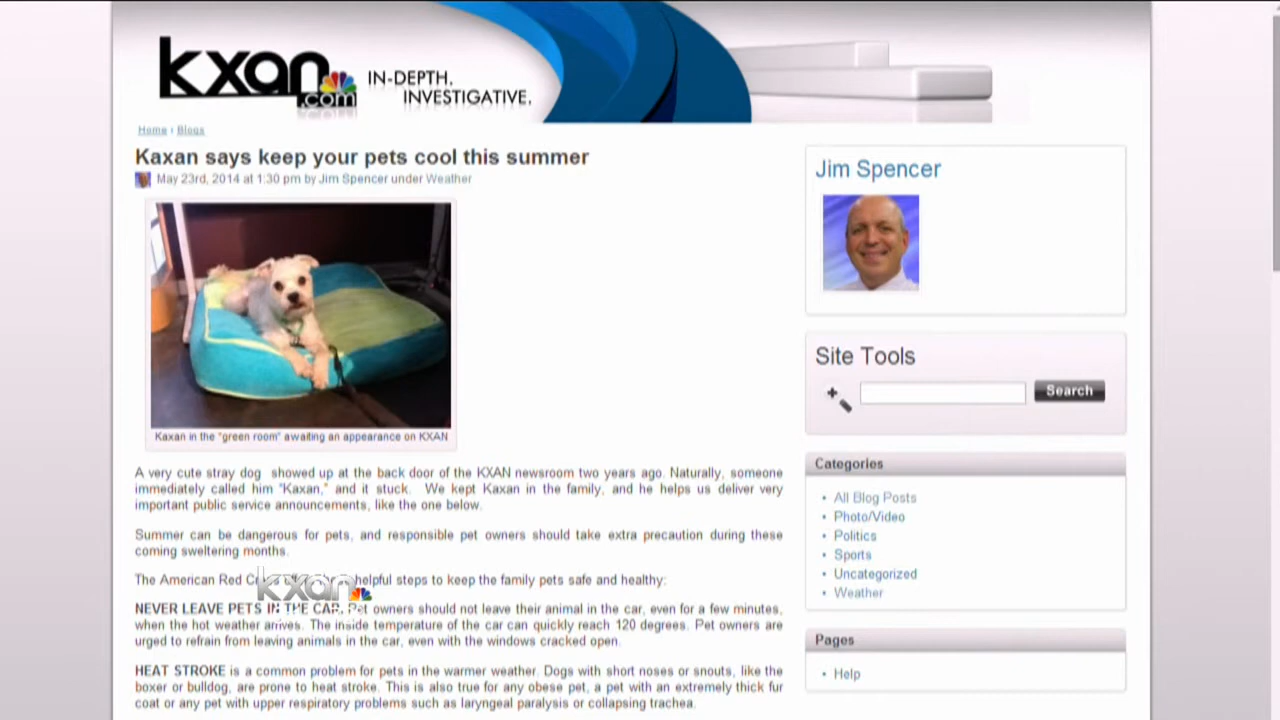 kxan
.com
IN-DEPTH.
INVESTIGATIVE.
Home › Blogs
Kaxan says keep your pets cool this summer
May 23rd, 2014 at 1:30 pm by Jim Spencer under Weather
Kaxan in the "green room" awaiting an appearance on KXAN
A very cute stray dog showed up at the back door of the KXAN newsroom two years ago. Naturally, someone
immediately called him "Kaxan," and it stuck. We kept Kaxan in the family, and he helps us deliver very
important public service announcements, like the one below.
Summer can be dangerous for pets, and responsible pet owners should take extra precaution during these
coming sweltering months.
The American Red helpful steps to keep the family pets safe and healthy:
kxan
NEVER LEAVE PETS IN THE CAR. Pet owners should not leave their animal in the car, even for a few minutes,
when the hot weather arrives. The inside temperature of the car can quickly reach 120 degrees. Pet owners are
urged to refrain from leaving animals in the car, even with the windows cracked open.
HEAT STROKE is a common problem for pets in the warmer weather. Dogs with short noses or snouts, like the
boxer or bulldog, are prone to heat stroke. This is also true for any obese pet, a pet with an extremely thick fur
coat or any pet with upper respiratory problems such as laryngeal paralysis or collapsing trachea.
Jim Spencer
Site Tools
Search
Categories
All Blog Posts
Photo/Video
Politics
Sports
Uncategorized
Weather
Pages
Help